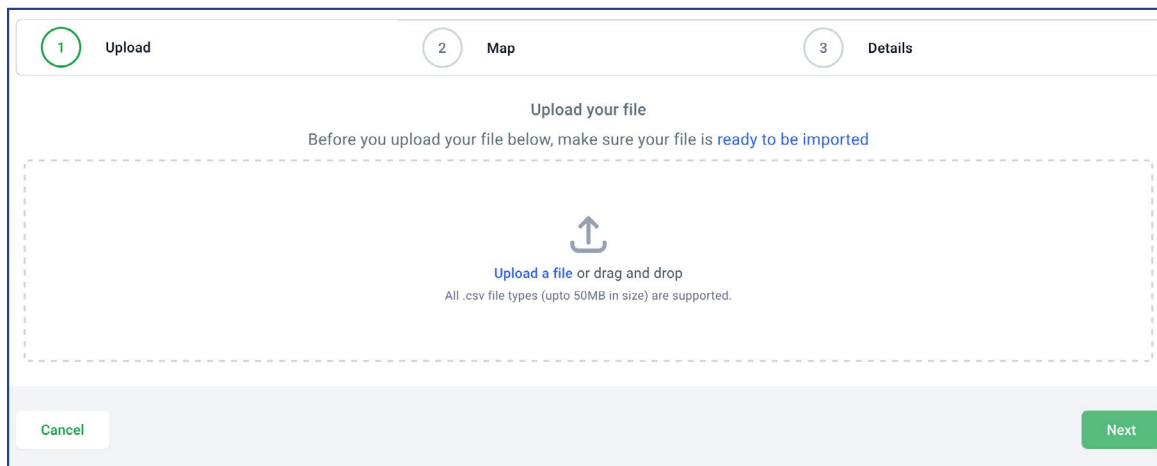 1 Upload 2 Map 3 Details
Upload your file
Before you upload your file below, make sure your file is ready to be imported
Upload a file or drag and drop
All .csv file types (upto 50MB in size) are supported.
Cancel Next